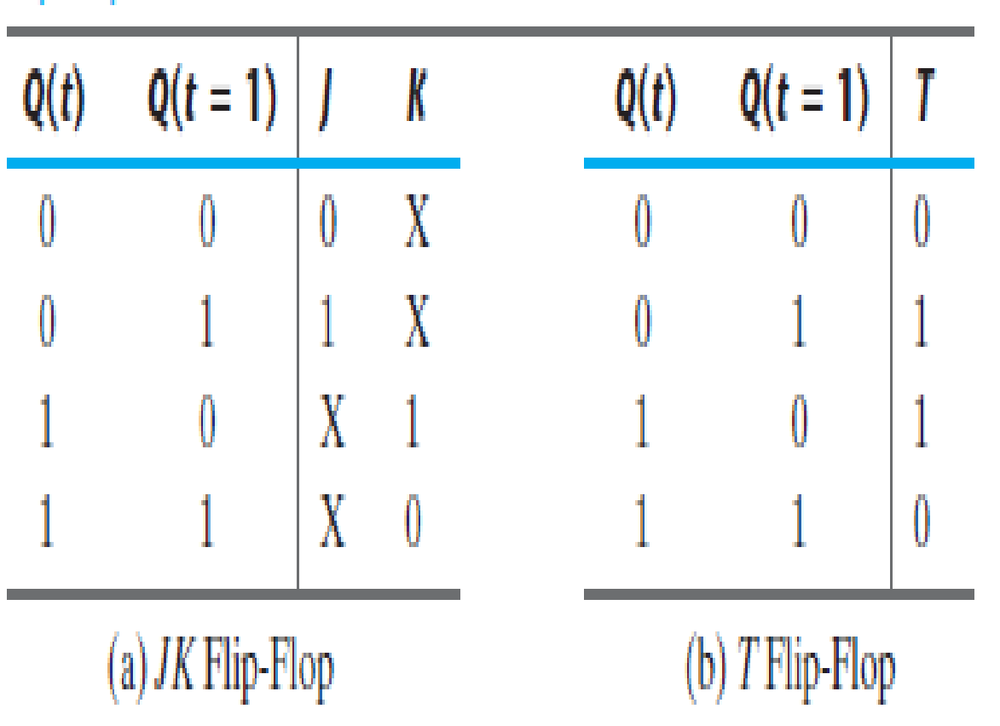 Q(t) Q(t = 1) J K Q(t) Q(t = 1) T
0 0 0 X 0 0 0
0 1 1 X 0 1 1
1 0 X 1 1 0 1
1 1 X 0 1 1 0
(a) JK Flip-Flop (b) T Flip-Flop